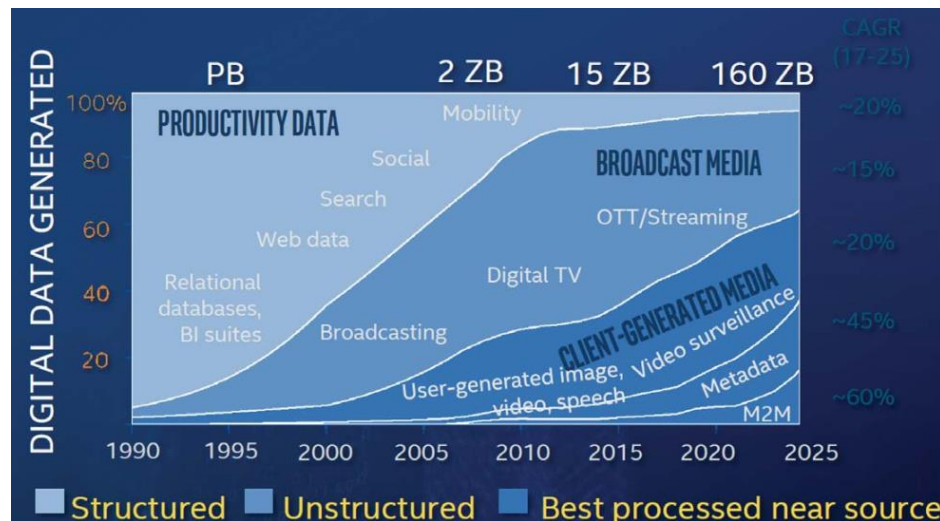 CAGR
(17-25)
PB
2 ZB
15 ZB
160 ZB
DIGITAL DATA GENERATED
100%
80
60
40
20
PRODUCTIVITY DATA
Mobility
Social
Search
Web data
Relational
databases,
BI suites
BROADCAST MEDIA
OTT/Streaming
Digital TV
Broadcasting
CLIENT-GENERATED MEDIA
User-generated image,
video, speech
Video surveillance
Metadata
M2M
~20%
~15%
~20%
~45%
~60%
1990
1995
2000
2005
2010
2015
2020
2025
Structured
Unstructured
Best processed near source